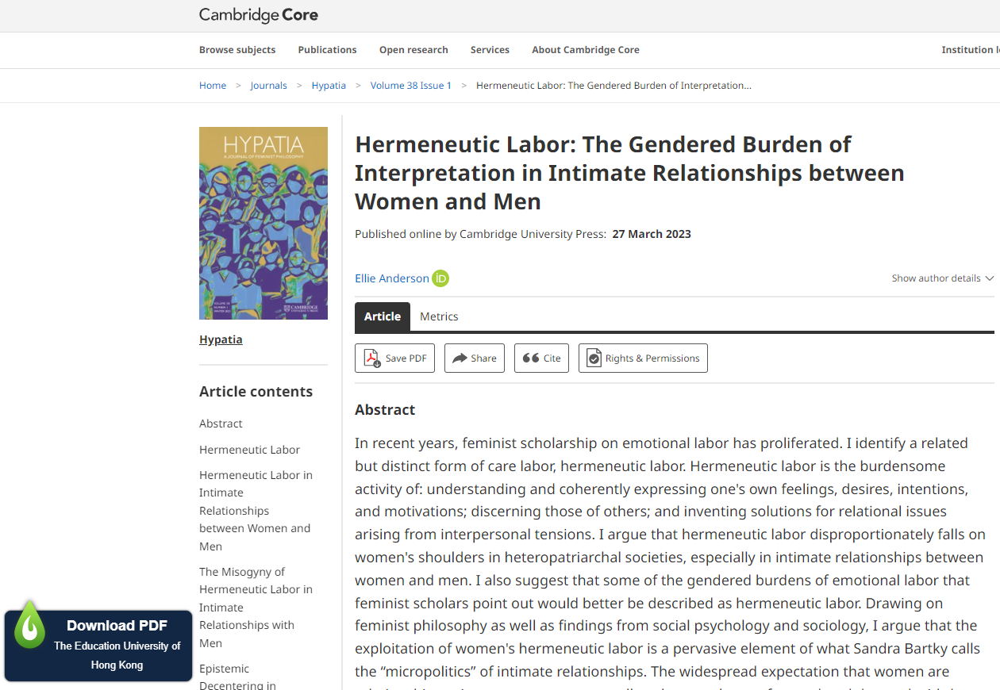 Cambridge Core
Browse subjects Publications Open research Services About Cambridge Core Institution
Home > Journals > Hypatia > Volume 38 Issue 1 > Hermeneutic Labor: The Gendered Burden of Interpretation...
HYPATIA
A JOURNAL OF FEMINIST PHILOSOPHY
VOLUME 38
NUMBER 1
WINTER 2023
CAMBRIDGE
UNIVERSITY PRESS
Hypatia
Article contents
Abstract
Hermeneutic Labor
Hermeneutic Labor in
Intimate
Relationships
between Women and
Men
The Misogyny of
Hermeneutic Labor in
Intimate
Relationships with
Men
Epistemic
Decentering in
Download PDF
The Education University of
Hong Kong
Hermeneutic Labor: The Gendered Burden of
Interpretation in Intimate Relationships between
Women and Men
Published online by Cambridge University Press: 27 March 2023
Ellie Anderson iD
Show author details
Article Metrics
Save PDF Share Cite Rights & Permissions
Abstract
In recent years, feminist scholarship on emotional labor has proliferated. I identify a related
but distinct form of care labor, hermeneutic labor. Hermeneutic labor is the burdensome
activity of: understanding and coherently expressing one's own feelings, desires, intentions,
and motivations; discerning those of others; and inventing solutions for relational issues
arising from interpersonal tensions. I argue that hermeneutic labor disproportionately falls on
women's shoulders in heteropatriarchal societies, especially in intimate relationships between
women and men. I also suggest that some of the gendered burdens of emotional labor that
feminist scholars point out would better be described as hermeneutic labor. Drawing on
feminist philosophy as well as findings from social psychology and sociology, I argue that the
exploitation of women's hermeneutic labor is a pervasive element of what Sandra Bartky calls
the “micropolitics” of intimate relationships. The widespread expectation that women are